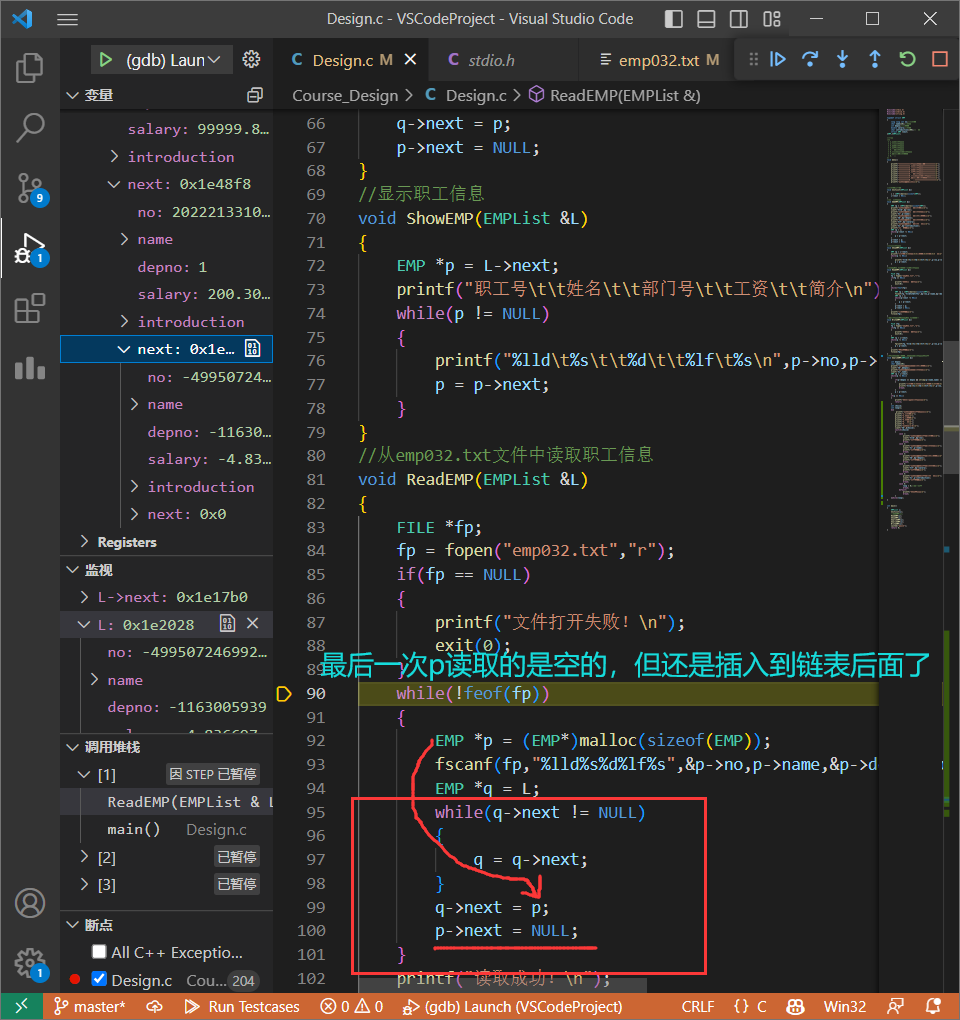 Design.c - VSCodeProject - Visual Studio Code
(gdb) Laun
Design.c M
stdio.h
emp032.txt M
变量
Course_Design > Design.c > ReadEMP(EMPList &)
salary: 99999.8…
introduction
next: 0x1e48f8
no: 2022213310…
name
depno: 1
salary: 200.30…
introduction
next: 0x1e…
no: -49950724…
name
depno: -11630…
salary: -4.83…
introduction
next: 0x0
Registers
监视
L->next: 0x1e17b0
L: 0x1e2028
no: -499507246992…
name
depno: -1163005939
调用堆栈
[1] 因 STEP 已暂停
ReadEMP(EMPList & L
main() Design.c
[2] 已暂停
[3] 已暂停
断点
All C++ Exceptio…
Design.c Cou… 204
66 q->next = p;
67 p->next = NULL;
68 }
69 //显示职工信息
70 void ShowEMP(EMPList &L)
71 {
72 EMP *p = L->next;
73 printf("职工号\t\t姓名\t\t部门号\t\t工资\t\t简介\n")
74 while(p != NULL)
75 {
76 printf("%lld\t%s\t\t%d\t\t%lf\t%s\n",p->no,p->
77 p = p->next;
78 }
79 }
80 //从emp032.txt文件中读取职工信息
81 void ReadEMP(EMPList &L)
82 {
83 FILE *fp;
84 fp = fopen("emp032.txt","r");
85 if(fp == NULL)
86 {
87 printf("文件打开失败！\n");
88 exit(0);
89 }
最后一次p读取的是空的，但还是插入到链表后面了
90 while(!feof(fp))
91 {
92 EMP *p = (EMP*)malloc(sizeof(EMP));
93 fscanf(fp,"%lld%s%d%lf%s",&p->no,p->name,&p->d
94 EMP *q = L;
95 while(q->next != NULL)
96 {
97 q = q->next;
98 }
99 q->next = p;
100 p->next = NULL;
101 }
102 printf("读取成功！\n");
9
1
1
master* Run Testcases 0 0 (gdb) Launch (VSCodeProject) CRLF {} C Win32